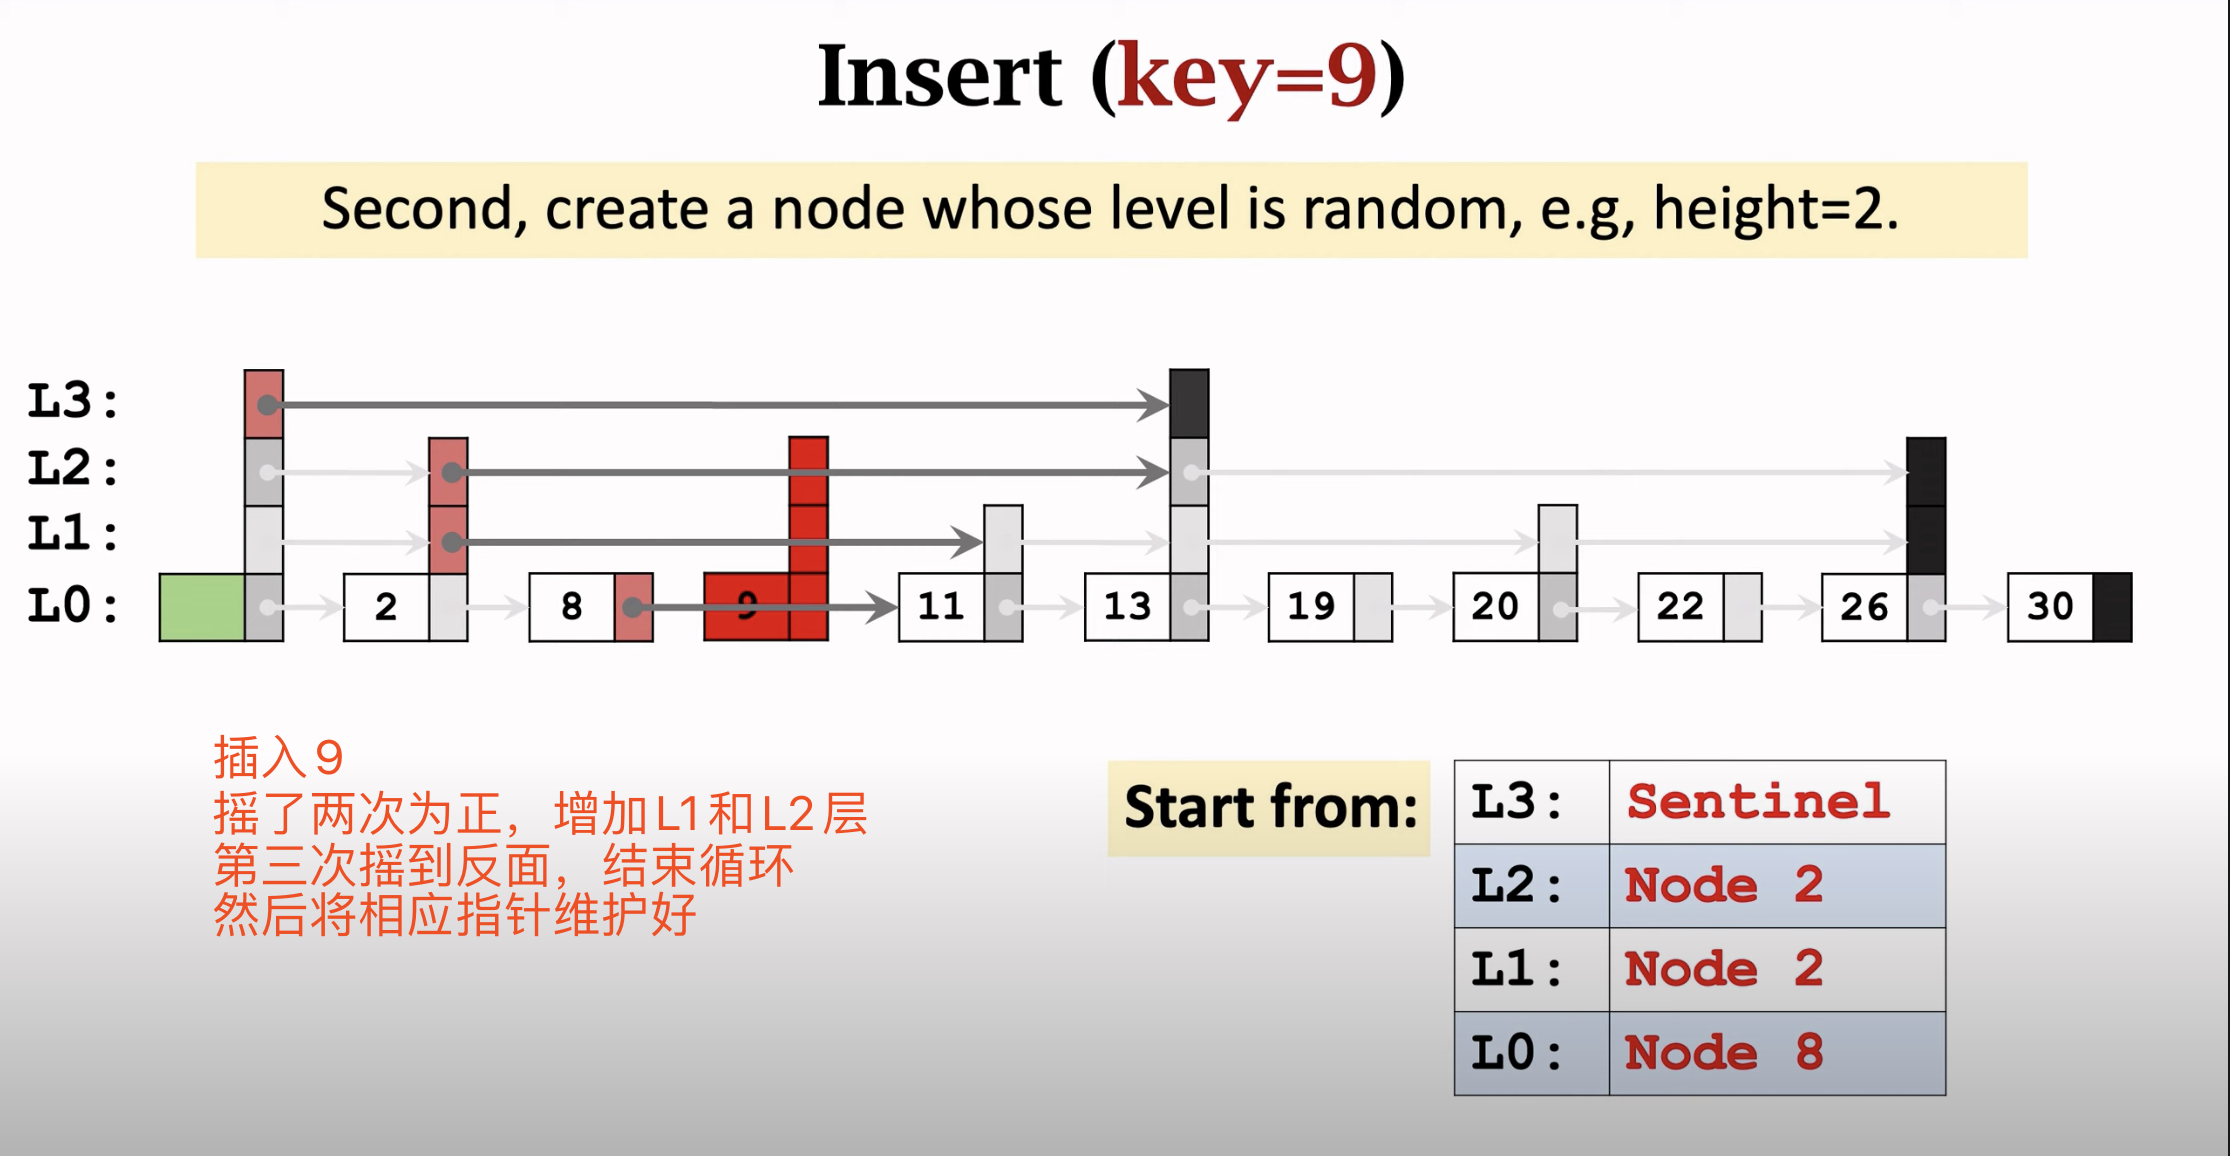 Insert (key=9)
Second, create a node whose level is random, e.g, height=2.
L3:
L2:
L1:
L0:
2
8
9
11
13
19
20
22
26
30
插入9
摇了两次为正，增加L1和L2层
第三次摇到反面，结束循环
然后将相应指针维护好
Start from:
L3: Sentinel
L2: Node 2
L1: Node 2
L0: Node 8